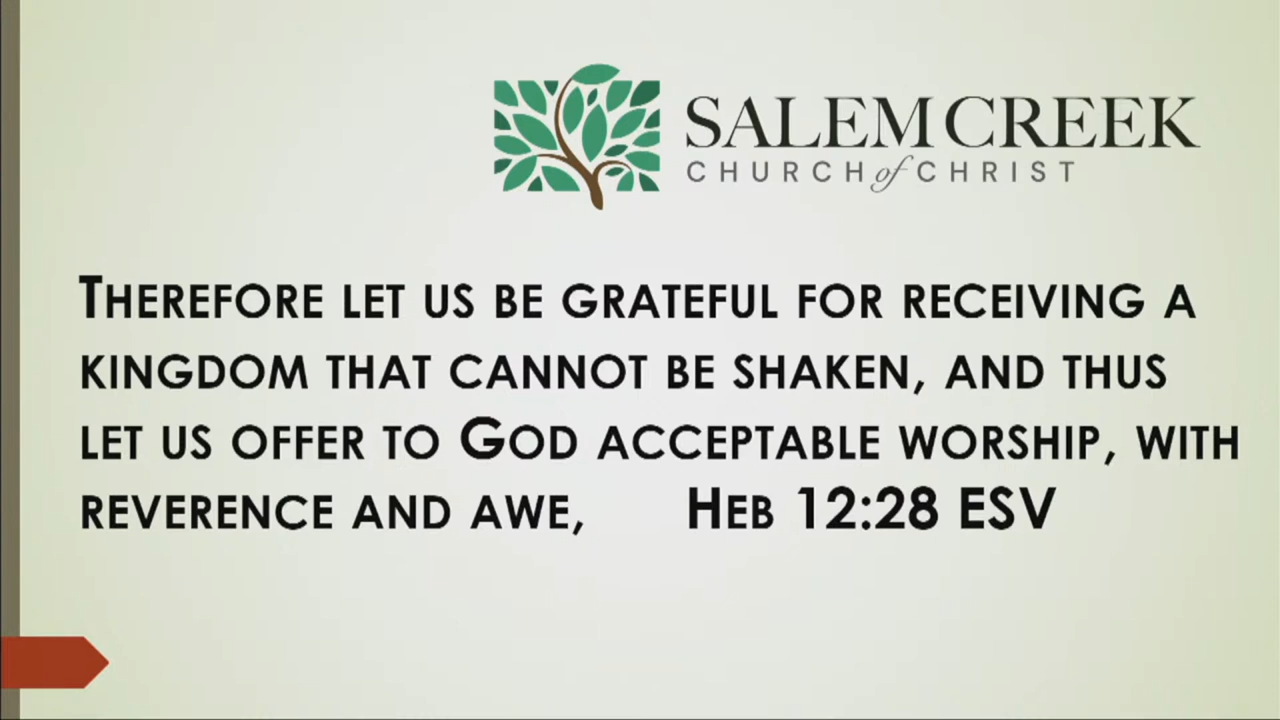 SALEM CREEK
CHURCH of CHRIST
THEREFORE LET US BE GRATEFUL FOR RECEIVING A
KINGDOM THAT CANNOT BE SHAKEN, AND THUS
LET US OFFER TO GOD ACCEPTABLE WORSHIP, WITH
REVERENCE AND AWE, HEB 12:28 ESV